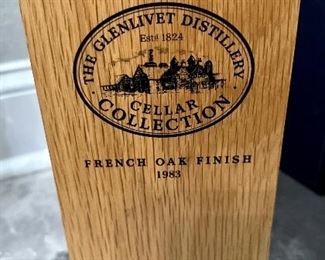 · THE GLENLIVET DISTILLERY ·
Estd 1824
CELLAR
COLLECTION
FRENCH OAK FINISH
1983